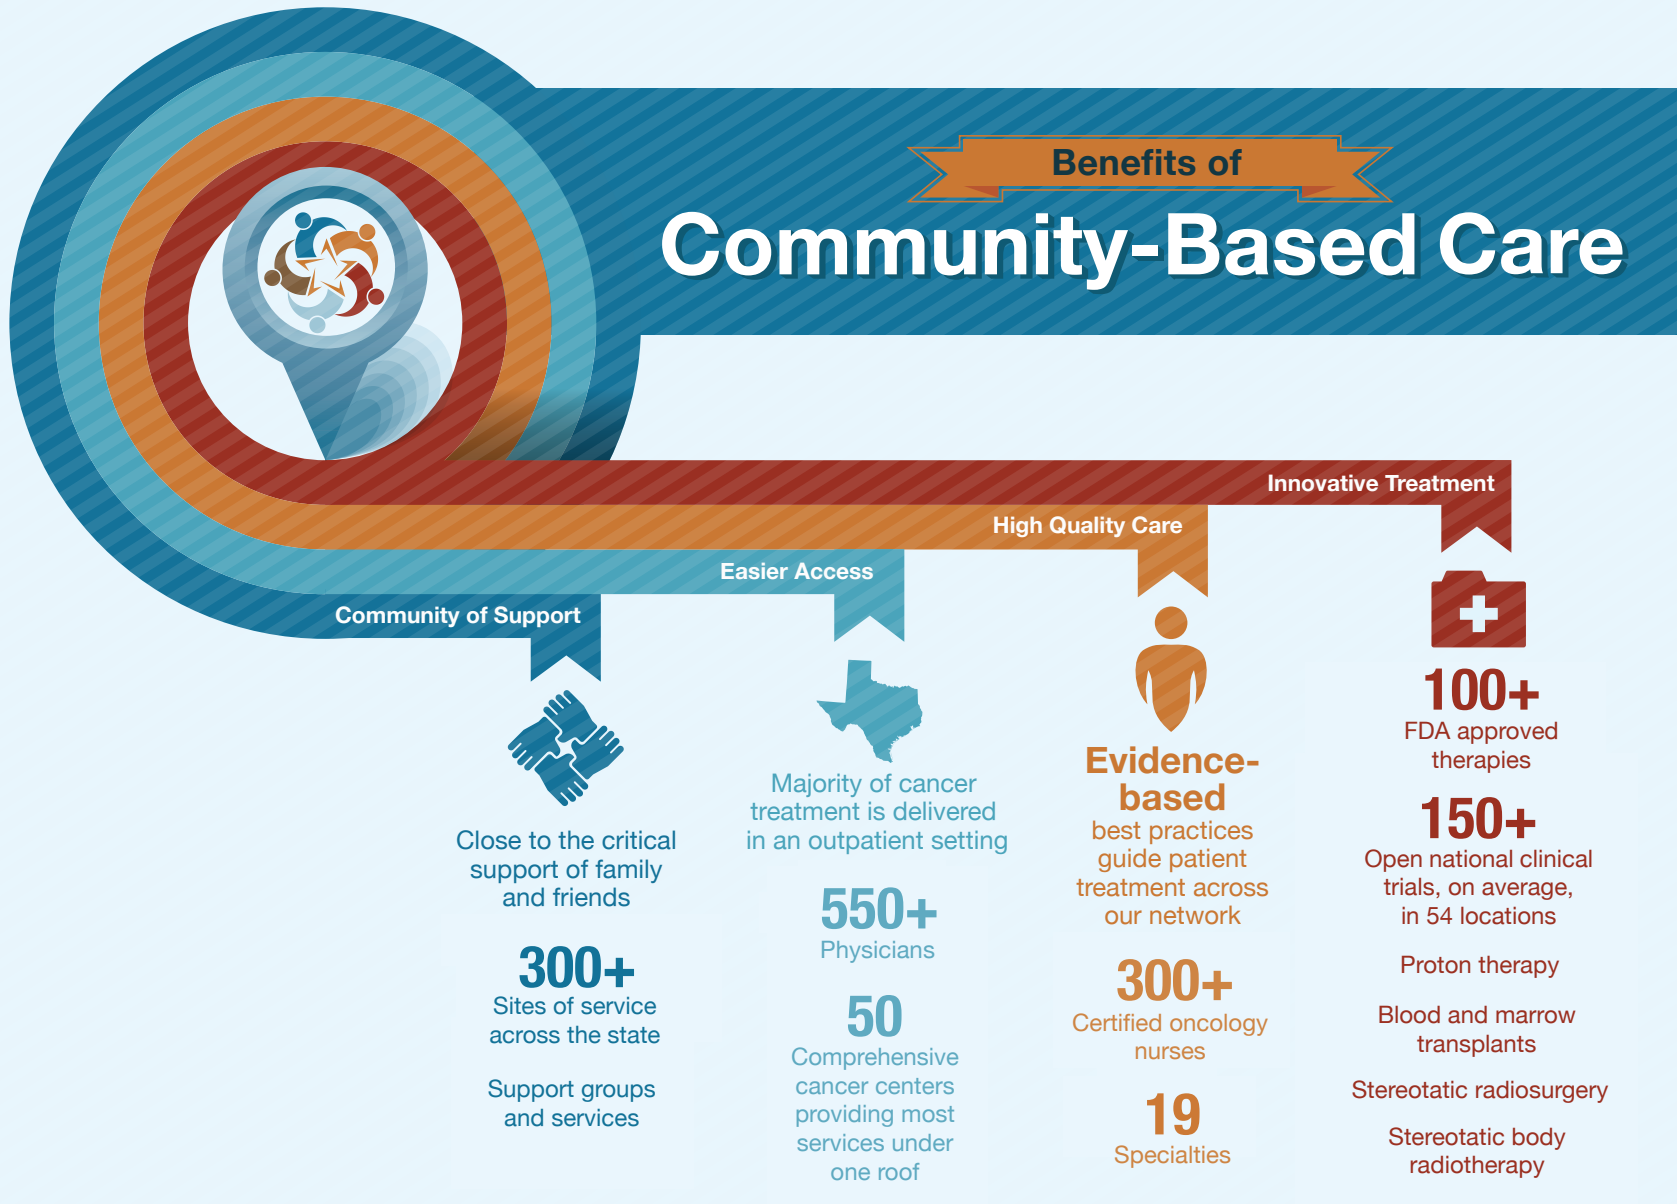 Benefits of
Community-Based Care
Innovative Treatment
High Quality Care
Easier Access
Community of Support
Close to the critical
support of family
and friends
300+
Sites of service
across the state
Support groups
and services
Majority of cancer
treatment is delivered
in an outpatient setting
550+
Physicians
50
Comprehensive
cancer centers
providing most
services under
one roof
Evidence-
based
best practices
guide patient
treatment across
our network
300+
Certified oncology
nurses
19
Specialties
100+
FDA approved
therapies
150+
Open national clinical
trials, on average,
in 54 locations
Proton therapy
Blood and marrow
transplants
Stereotatic radiosurgery
Stereotatic body
radiotherapy